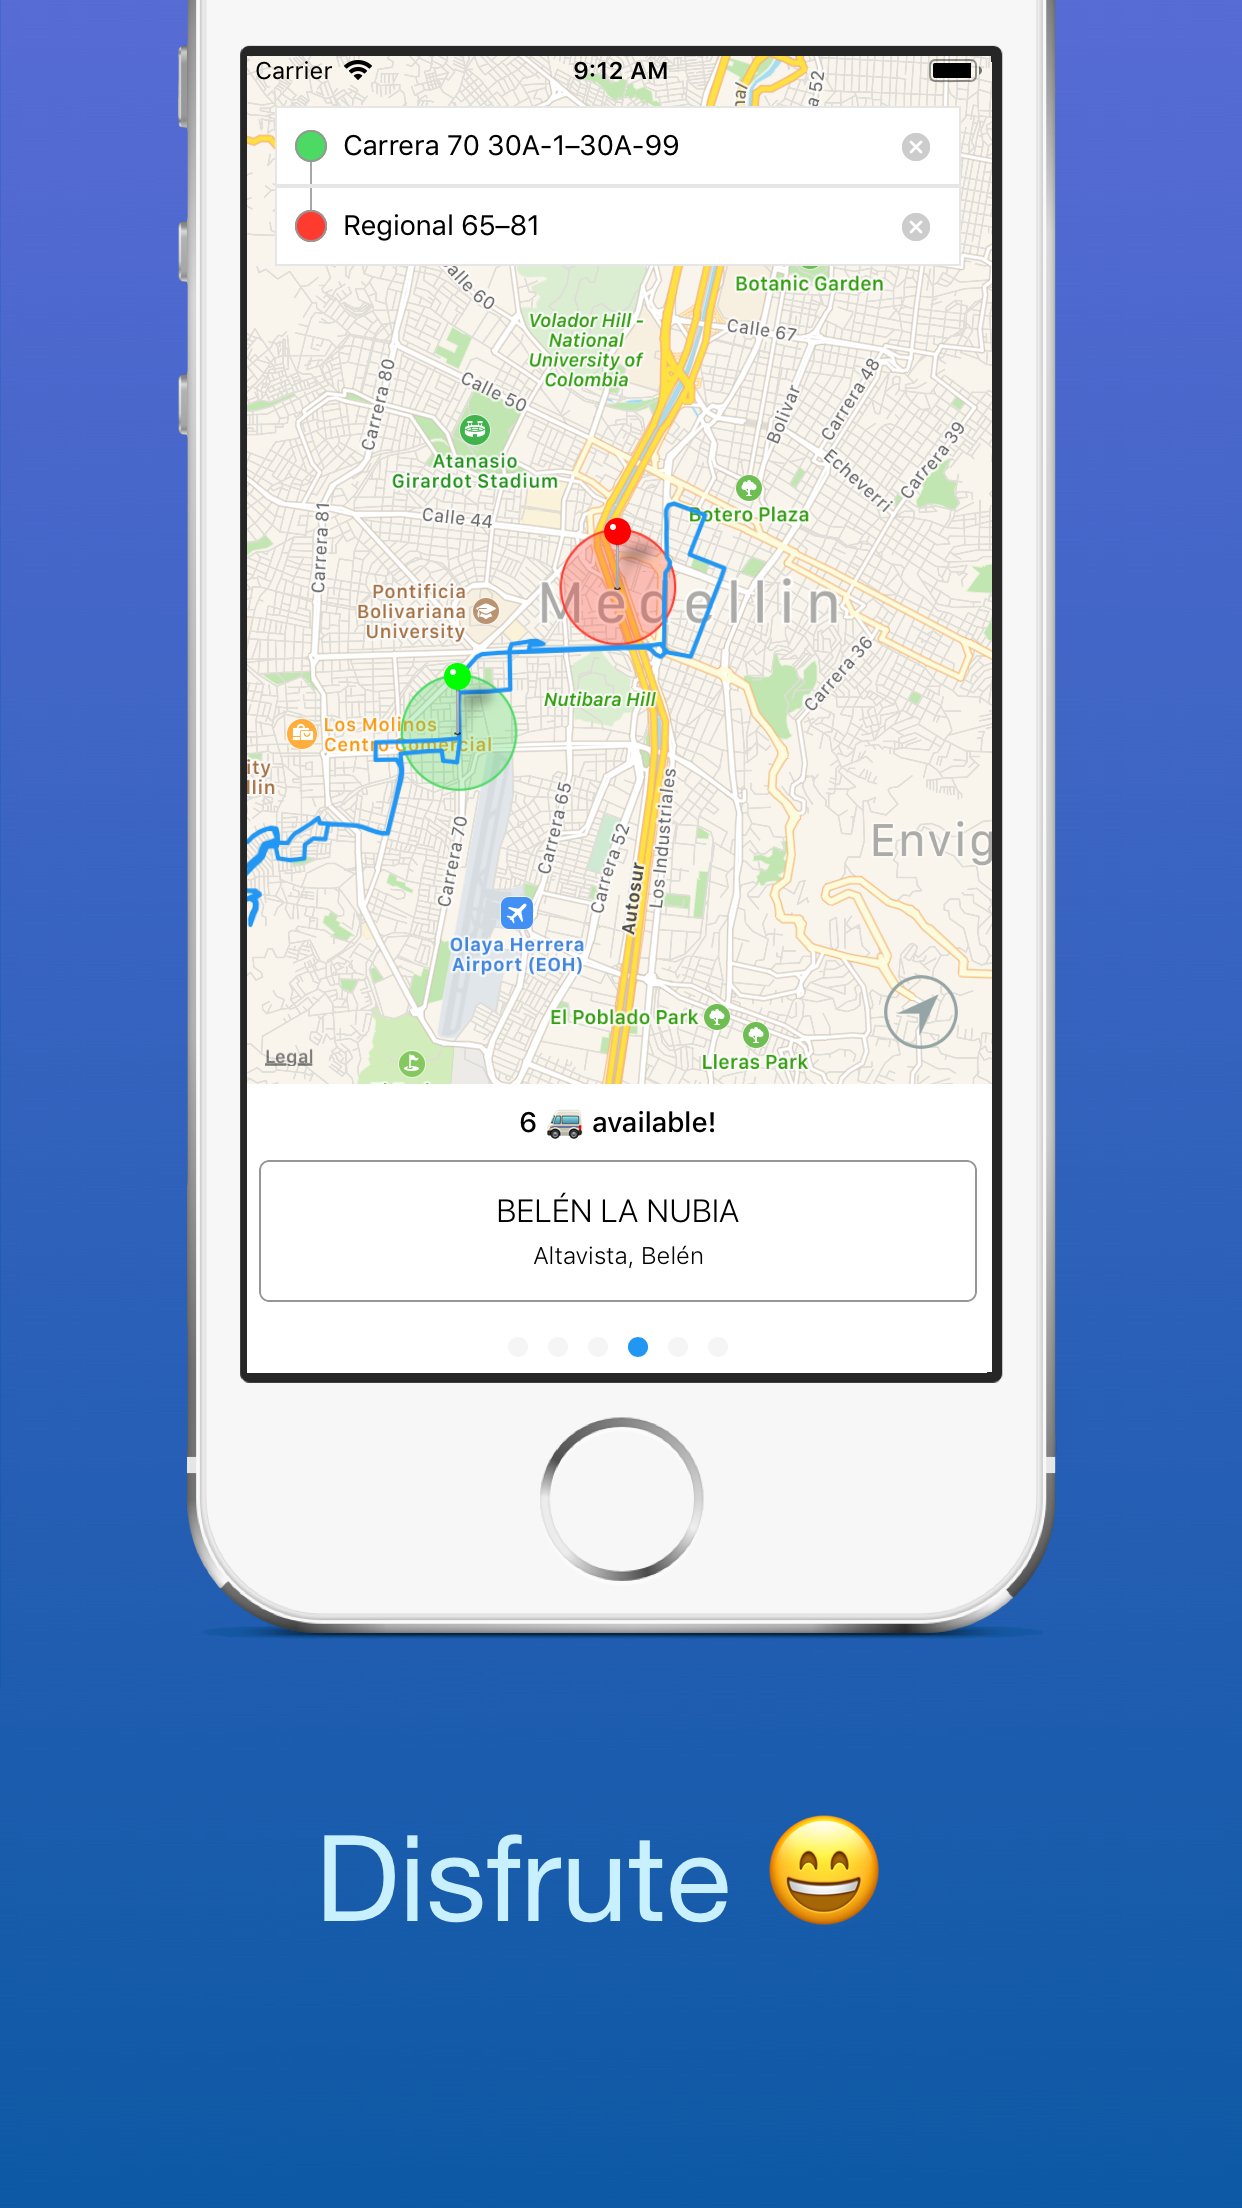 Carrier
9:12 AM
a 52
Carrera 70 30A-1–30A-99
Regional 65–81
Calle 60
Botanic Garden
Volador Hill -
National
University of
Colombia
Calle 67
Carrera 80
Calle 50
Bolivar
Carrera 48
Carrera 39
Echeverri
Atanasio
Girardot Stadium
Calle 44
Botero Plaza
Carrera 81
Pontificia
Bolivariana
University
Medellin
Carrera 36
Nutibara Hill
Los Molinos
Centro Comercial
ity
llin
Carrera 70
Carrera 65
Carrera 52
Los Industriales
Autosur
Envig
Olaya Herrera
Airport (EOH)
El Poblado Park
Lleras Park
Legal
6 🚐 available!
BELÉN LA NUBIA
Altavista, Belén
Disfrute 😄